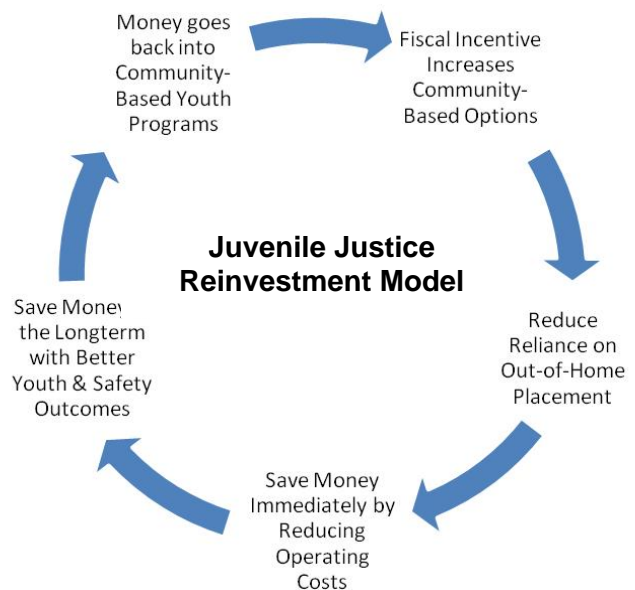 Money goes
back into
Community-
Based Youth
Programs
Fiscal Incentive
Increases
Community-
Based Options
Juvenile Justice
Reinvestment Model
Reduce
Reliance on
Out-of-Home
Placement
Save Money
Immediately by
Reducing
Operating
Costs
Save Money
the Longterm
with Better
Youth & Safety
Outcomes